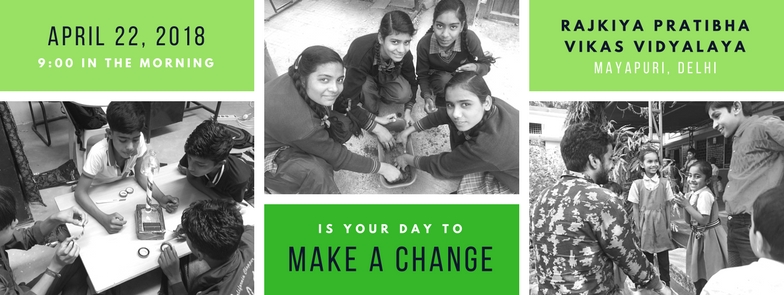 APRIL 22, 2018
9:00 IN THE MORNING
IS YOUR DAY TO
MAKE A CHANGE
RAJKIYA PRATIBHA
VIKAS VIDYALAYA
MAYAPURI, DELHI